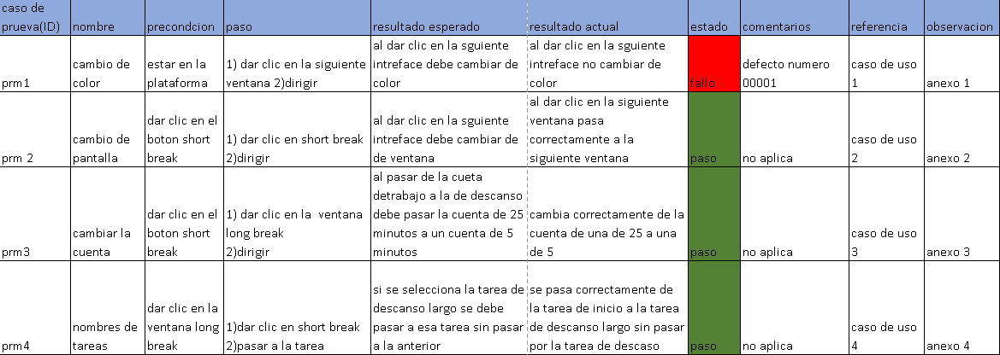 caso de
prueva(ID)
nombre
precondcion
paso
resultado esperado
resultado actual
estado
comentarios
referencia
observacion
prm1
cambio de
color
estar en la
plataforma
1) dar clic en la siguiente
ventana 2)dirigir
al dar clic en la sguiente
intreface debe cambiar de
color
al dar clic en la sguiente
intreface no cambiar de
color
fallo
defecto numero
00001
caso de uso
1
anexo 1
prm 2
cambio de
pantalla
dar clic en el
boton short
break
1) dar clic en short break
2)dirigir
al dar clic en la sguiente
intreface debe cambiar de
de ventana
al dar clic en la siguiente
ventana pasa
correctamente a la
siguiente ventana
paso
no aplica
caso de uso
2
anexo 2
prm3
cambiar la
cuenta
dar clic en el
boton short
break
1) dar clic en la  ventana
long break
2)dirigir
al pasar de la cueta
detrabajo a la de descanso
debe pasar la cuenta de 25
minutos a un cuenta de 5
minutos
cambia correctamente de la
cuenta de una de 25 a una
de 5
paso
no aplica
caso de uso
3
anexo 3
prm4
nombres de
tareas
dar clic en la
ventana long
break
1)dar clic en short break
2)pasar a la tarea
si se selecciona la tarea de
descanso largo se debe
pasar a esa tarea sin pasar
a la anterior
se pasa correctamente de
la tarea de inicio a la tarea
de descanso largo sin pasar
por la tarea de descaso
paso
no aplica
caso de uso
4
anexo 4